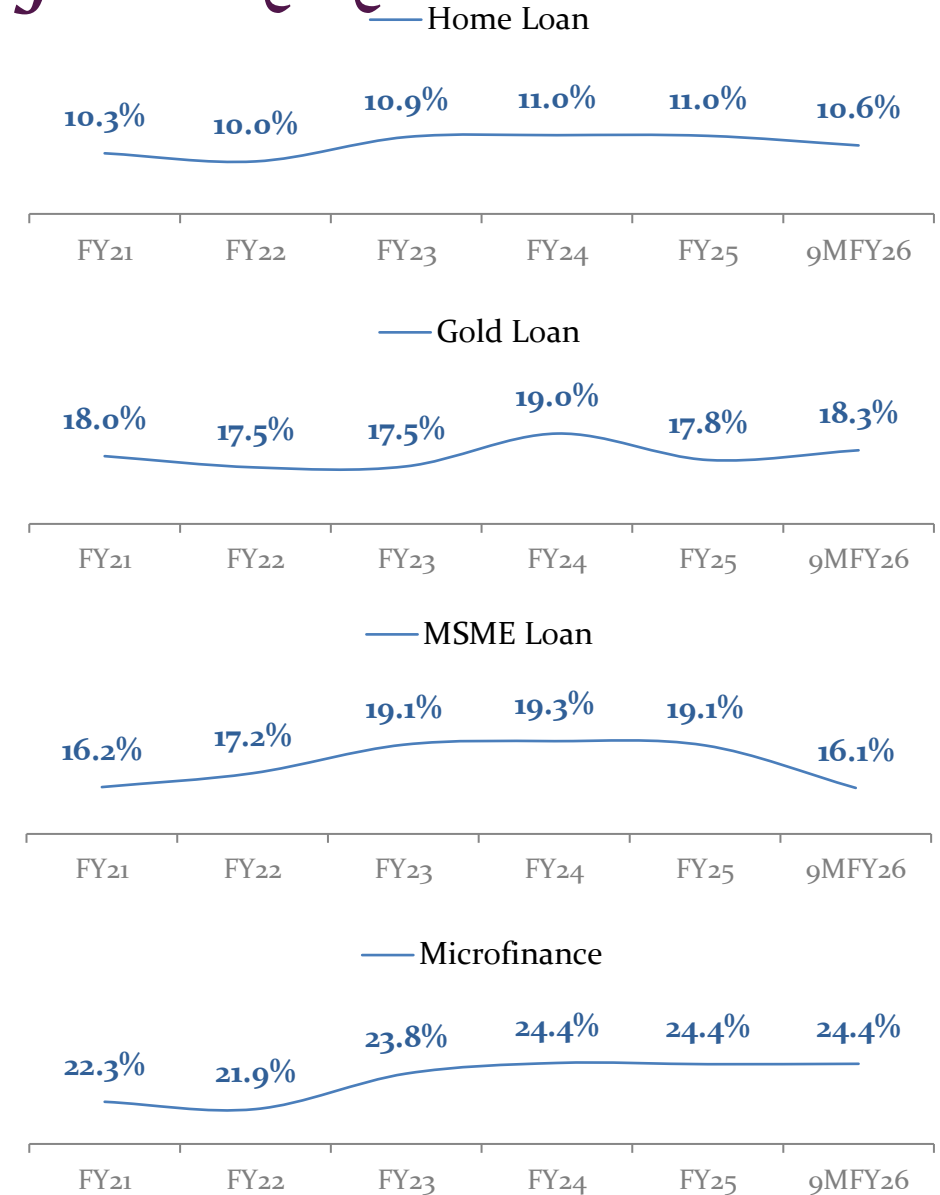 Home Loan
10.3% 10.0% 10.9% 11.0% 11.0% 10.6%
FY21 FY22 FY23 FY24 FY25 9MFY26
Gold Loan
18.0% 17.5% 17.5% 19.0% 17.8% 18.3%
FY21 FY22 FY23 FY24 FY25 9MFY26
MSME Loan
16.2% 17.2% 19.1% 19.3% 19.1% 16.1%
FY21 FY22 FY23 FY24 FY25 9MFY26
Microfinance
22.3% 21.9% 23.8% 24.4% 24.4% 24.4%
FY21 FY22 FY23 FY24 FY25 9MFY26